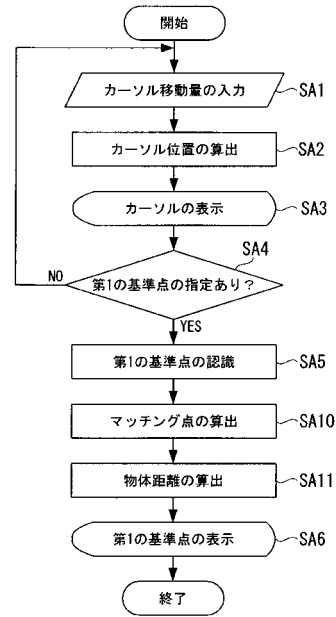 開始
カーソル移動量の入力 SA1
カーソル位置の算出 SA2
カーソルの表示 SA3
SA4
NO 第1の基準点の指定あり?
YES
第1の基準点の認識 SA5
マッチング点の算出 SA10
物体距離の算出 SA11
第1の基準点の表示 SA6
終了